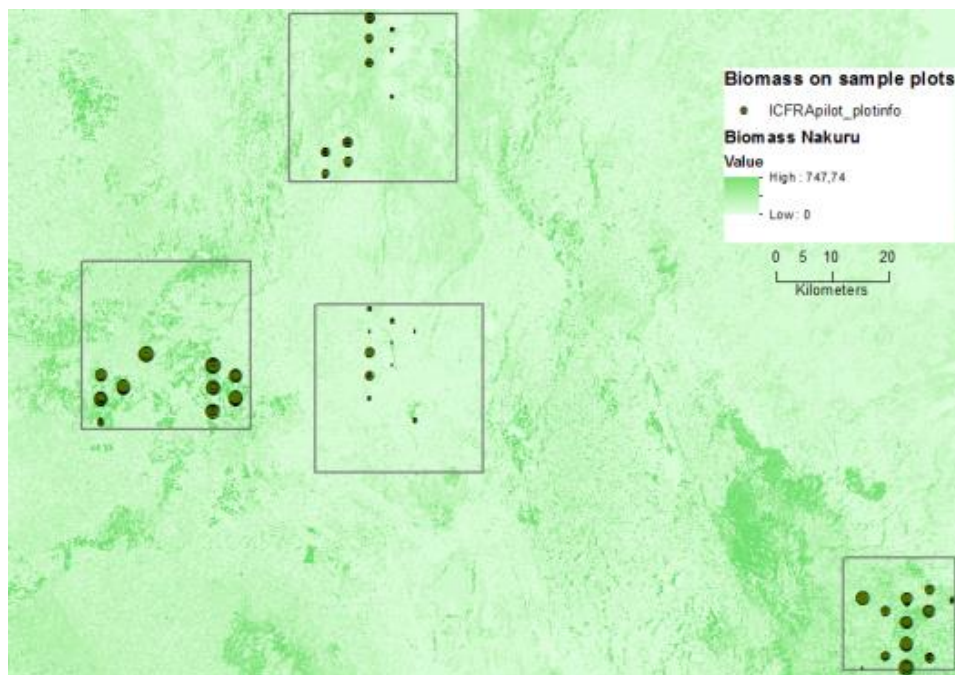 Biomass on sample plots
ICFRApilot_plotinfo
Biomass Nakuru
Value
High : 747,74
Low : 0
0 5 10 20
Kilometers